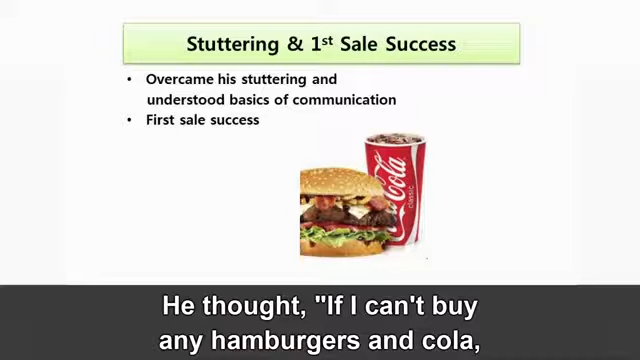 Stuttering & 1st Sale Success
• Overcame his stuttering and
understood basics of communication
• First sale success
Coca-Cola
classic
He thought, "If I can't buy
any hamburgers and cola,